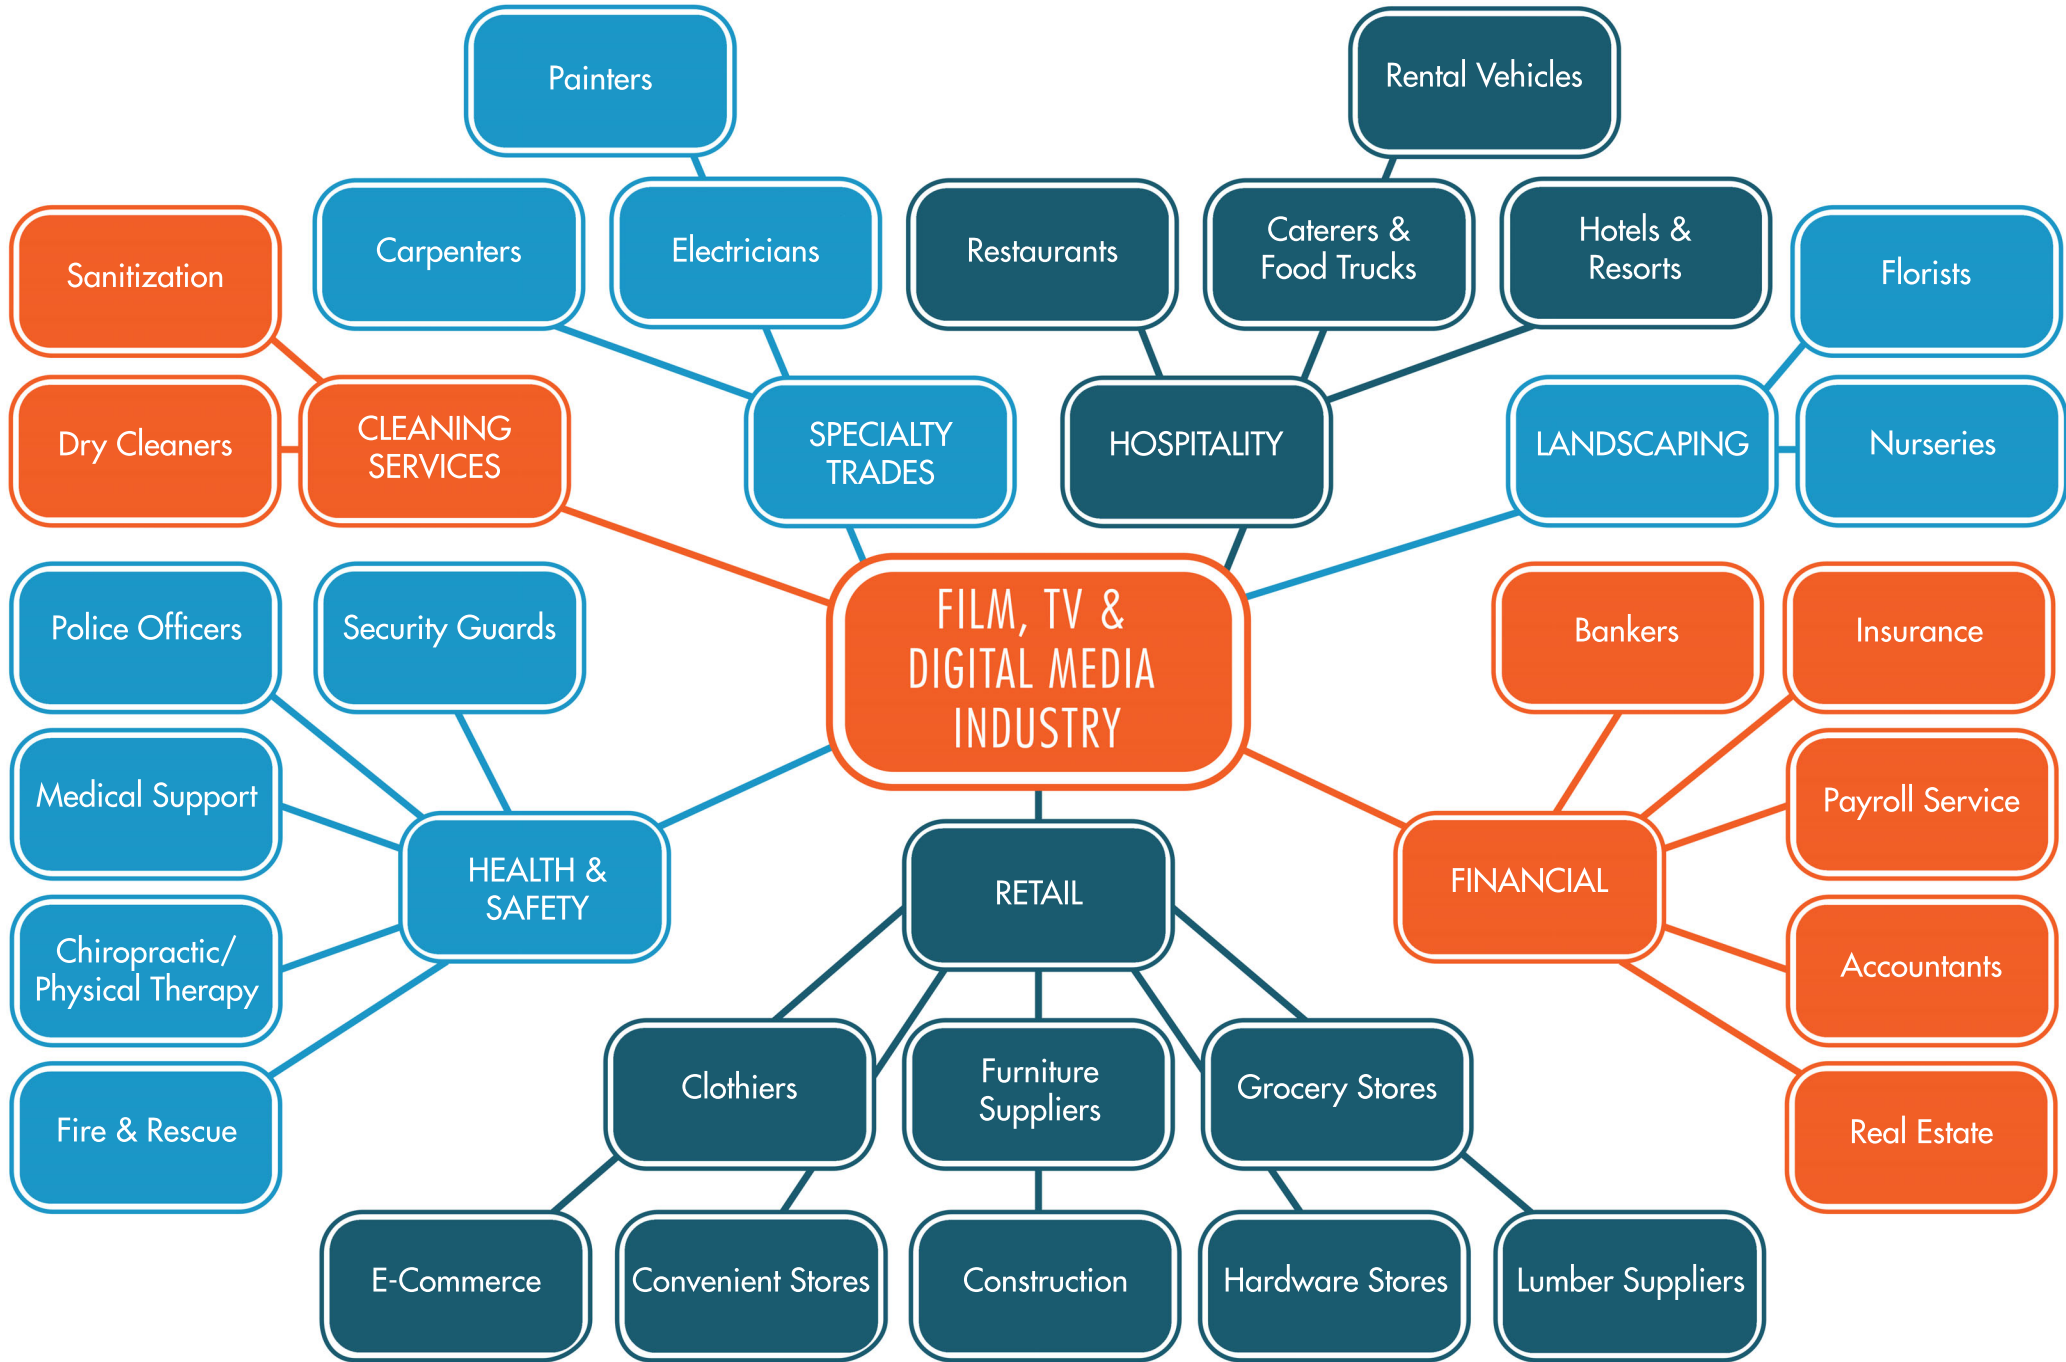 Painters
Rental Vehicles
Sanitization
Carpenters
Electricians
Restaurants
Caterers &
Food Trucks
Hotels &
Resorts
Florists
Dry Cleaners
CLEANING
SERVICES
SPECIALTY
TRADES
HOSPITALITY
LANDSCAPING
Nurseries
Police Officers
Security Guards
FILM, TV &
DIGITAL MEDIA
INDUSTRY
Bankers
Insurance
Medical Support
Payroll Service
HEALTH &
SAFETY
RETAIL
FINANCIAL
Chiropractic/
Physical Therapy
Accountants
Clothiers
Furniture
Suppliers
Grocery Stores
Fire & Rescue
Real Estate
E-Commerce
Convenient Stores
Construction
Hardware Stores
Lumber Suppliers